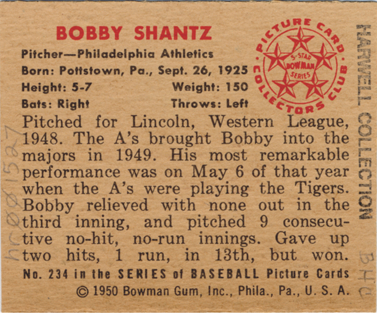 BOBBY SHANTZ
Pitcher—Philadelphia Athletics
Born: Pottstown, Pa., Sept. 26, 1925
Height: 5-7 Weight: 150
Bats: Right Throws: Left
PICTURE CARD
5-STAR
BOWMAN
SERIES
COLLECTORS CLUB
Pitched for Lincoln, Western League,
1948. The A's brought Bobby into the
majors in 1949. His most remarkable
performance was on May 6 of that year
when the A's were playing the Tigers.
Bobby relieved with none out in the
third inning, and pitched 9 consecu-
tive no-hit, no-run innings. Gave up
two hits, 1 run, in 13th, but won.
No. 234 in the SERIES of BASEBALL Picture Cards
© 1950 Bowman Gum, Inc., Phila., Pa., U. S. A.
HARWELL COLLECTION
BHC